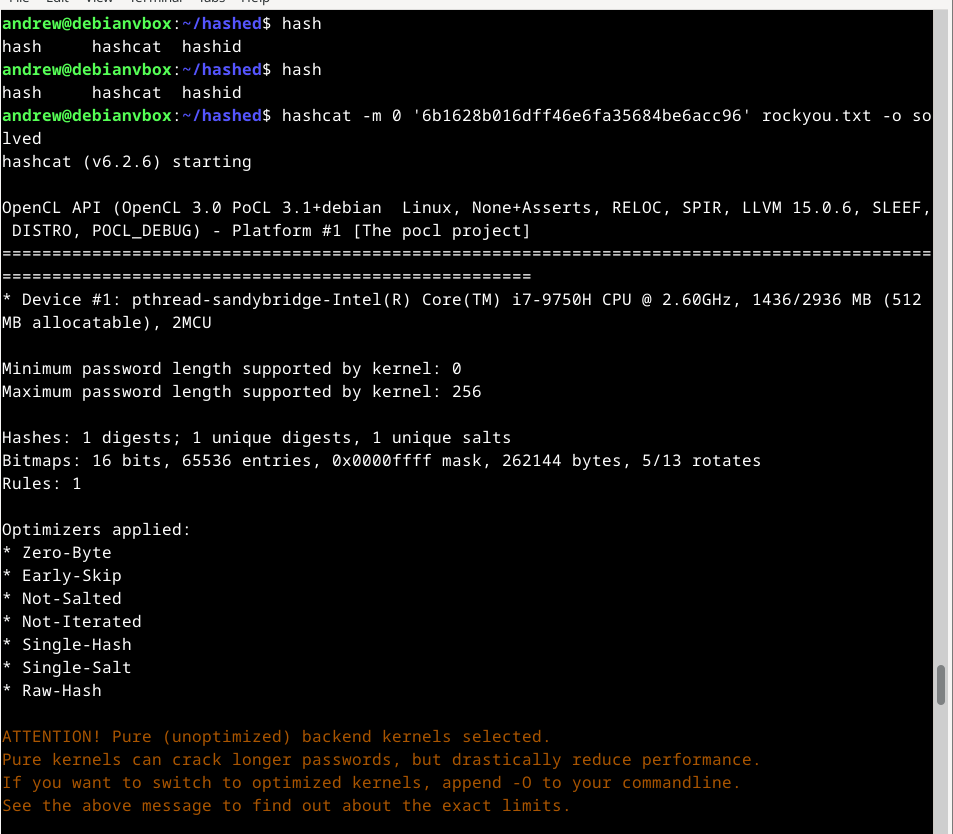 File Edit View Terminal Tabs Help
andrew@debianvbox:~/hashed$ hash
hash     hashcat  hashid
andrew@debianvbox:~/hashed$ hash
hash     hashcat  hashid
andrew@debianvbox:~/hashed$ hashcat -m 0 '6b1628b016dff46e6fa35684be6acc96' rockyou.txt -o so
lved
hashcat (v6.2.6) starting

OpenCL API (OpenCL 3.0 PoCL 3.1+debian  Linux, None+Asserts, RELOC, SPIR, LLVM 15.0.6, SLEEF,
 DISTRO, POCL_DEBUG) - Platform #1 [The pocl project]
=============================================================================================
=====================================================
* Device #1: pthread-sandybridge-Intel(R) Core(TM) i7-9750H CPU @ 2.60GHz, 1436/2936 MB (512
MB allocatable), 2MCU

Minimum password length supported by kernel: 0
Maximum password length supported by kernel: 256

Hashes: 1 digests; 1 unique digests, 1 unique salts
Bitmaps: 16 bits, 65536 entries, 0x0000ffff mask, 262144 bytes, 5/13 rotates
Rules: 1

Optimizers applied:
* Zero-Byte
* Early-Skip
* Not-Salted
* Not-Iterated
* Single-Hash
* Single-Salt
* Raw-Hash

ATTENTION! Pure (unoptimized) backend kernels selected.
Pure kernels can crack longer passwords, but drastically reduce performance.
If you want to switch to optimized kernels, append -O to your commandline.
See the above message to find out about the exact limits.